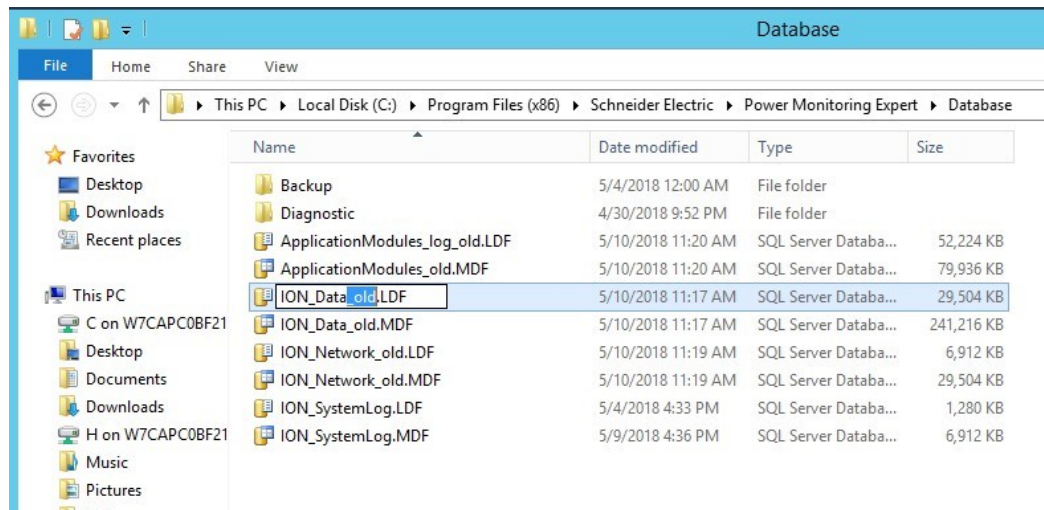 Database
File Home Share View
This PC Local Disk (C:) Program Files (x86) Schneider Electric Power Monitoring Expert Database
Name Date modified Type Size
Favorites
Desktop
Downloads
Recent places
This PC
C on W7CAPC0BF21
Desktop
Documents
Downloads
H on W7CAPC0BF21
Music
Pictures
Backup 5/4/2018 12:00 AM File folder
Diagnostic 4/30/2018 9:52 PM File folder
ApplicationModules_log_old.LDF 5/10/2018 11:20 AM SQL Server Databa... 52,224 KB
ApplicationModules_old.MDF 5/10/2018 11:20 AM SQL Server Databa... 79,936 KB
ION_Data_old.LDF 5/10/2018 11:17 AM SQL Server Databa... 29,504 KB
ION_Data_old.MDF 5/10/2018 11:17 AM SQL Server Databa... 241,216 KB
ION_Network_old.LDF 5/10/2018 11:19 AM SQL Server Databa... 6,912 KB
ION_Network_old.MDF 5/10/2018 11:19 AM SQL Server Databa... 29,504 KB
ION_SystemLog.LDF 5/4/2018 4:33 PM SQL Server Databa... 1,280 KB
ION_SystemLog.MDF 5/9/2018 4:36 PM SQL Server Databa... 6,912 KB